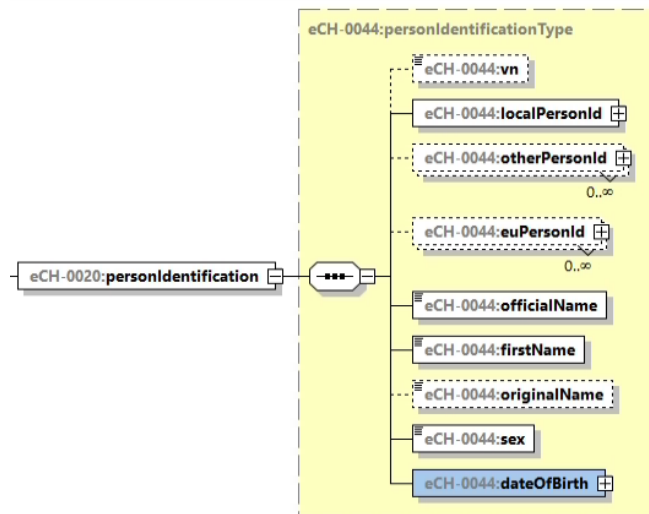 eCH-0044:personIdentificationType
eCH-0044:vn
eCH-0044:localPersonId
eCH-0044:otherPersonId
0..∞
eCH-0044:euPersonId
0..∞
eCH-0020:personIdentification
eCH-0044:officialName
eCH-0044:firstName
eCH-0044:originalName
eCH-0044:sex
eCH-0044:dateOfBirth